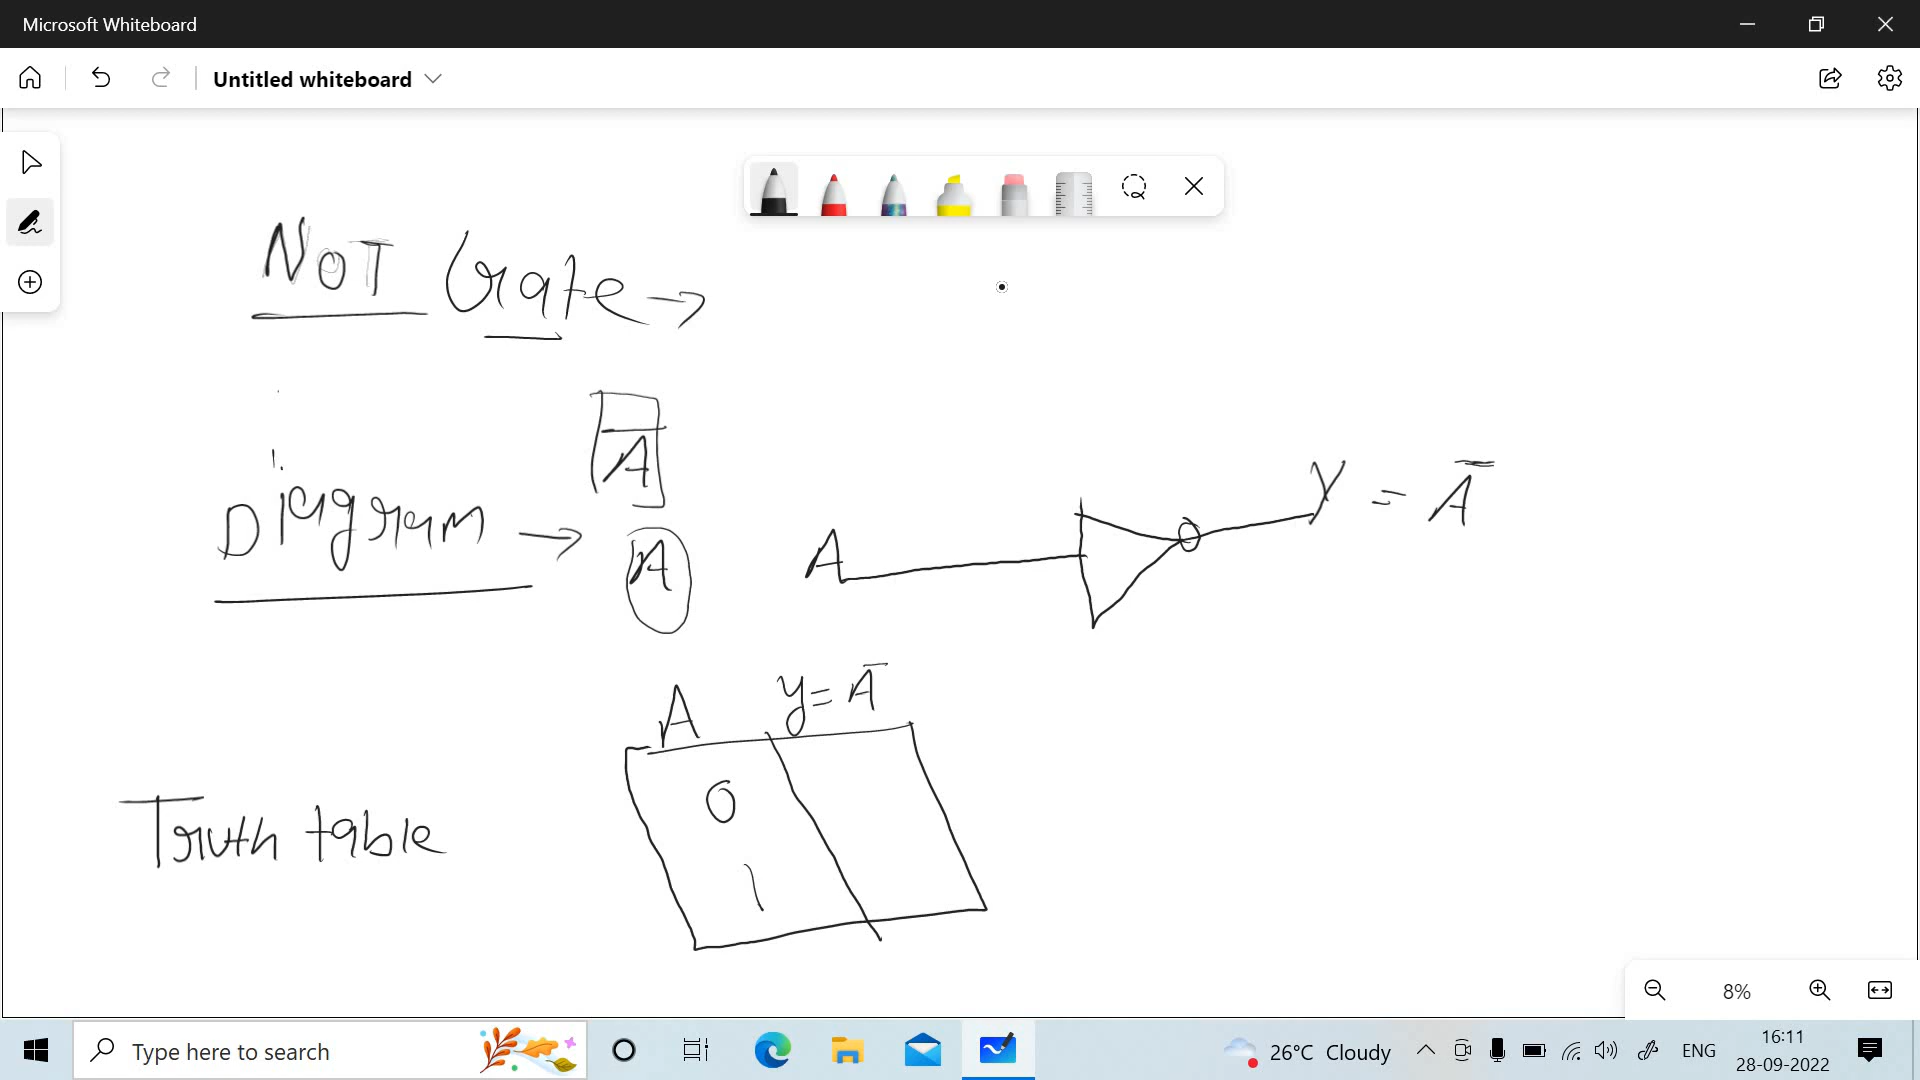 Microsoft Whiteboard
Untitled whiteboard
NOT Gate →
Diagram →
A̅
A
A
Y = A̅
A y = A̅
0
1
Truth table
8%
Type here to search
26°C Cloudy
ENG
16:11
28-09-2022